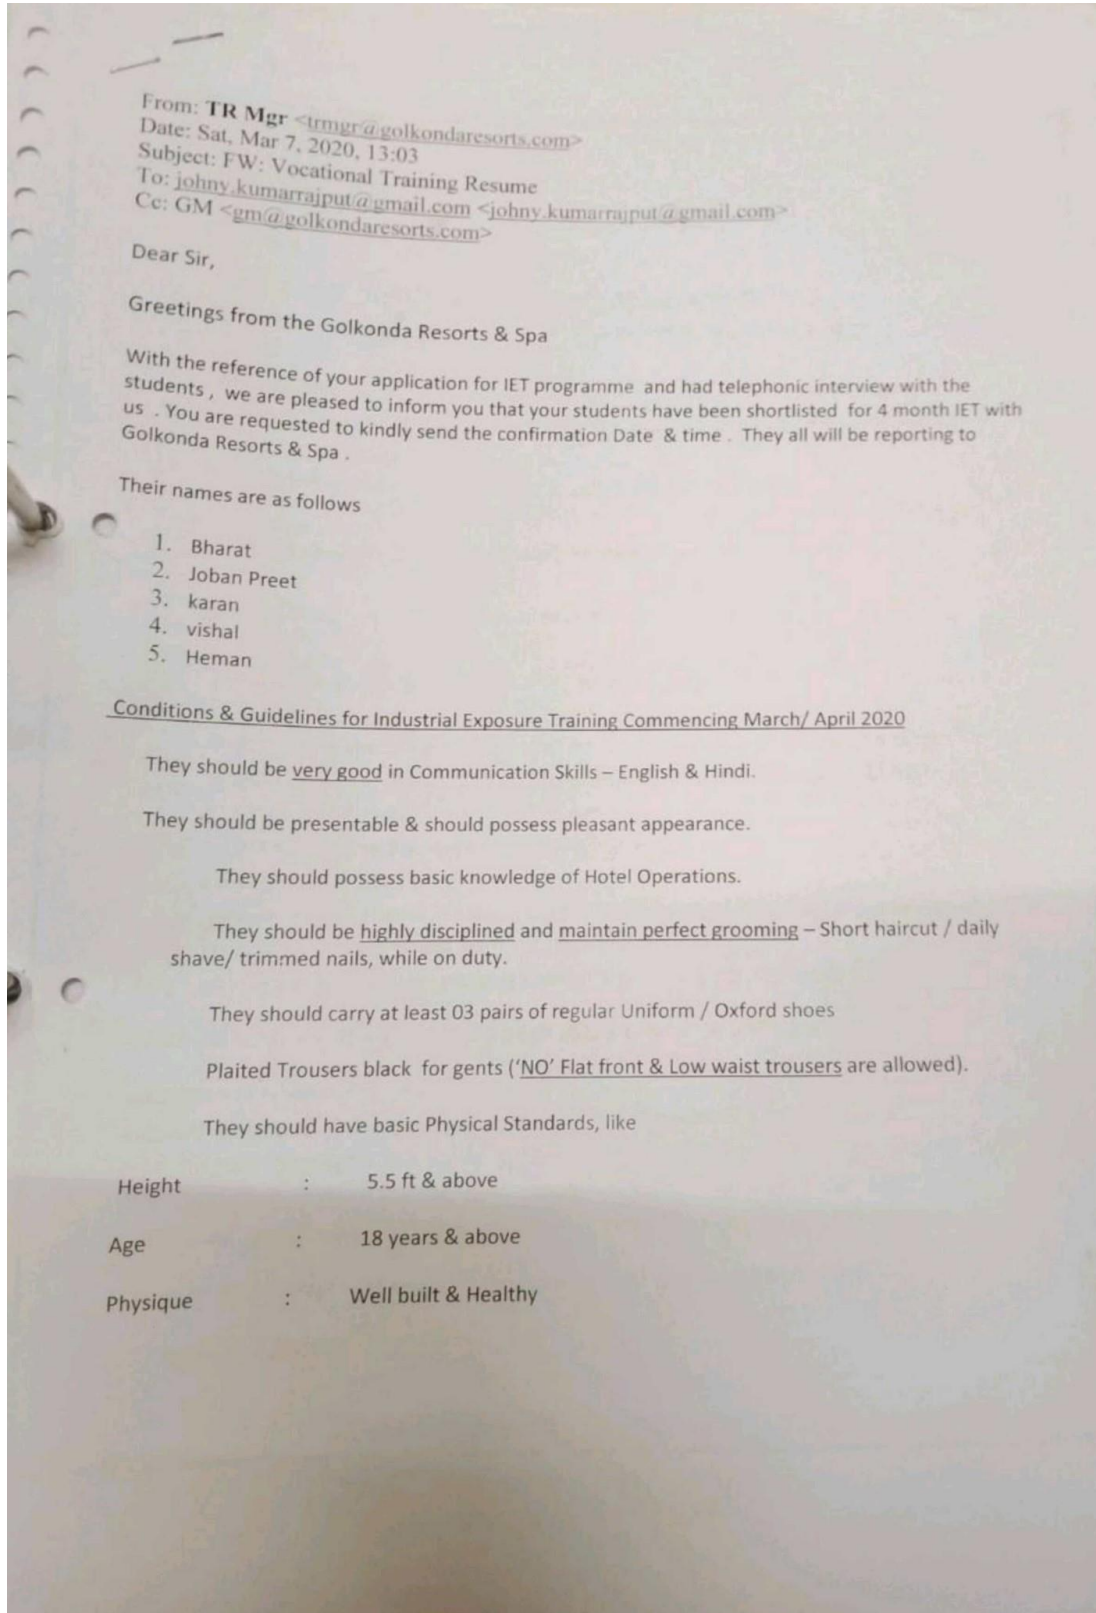 From: TR Mgr <trmgr@golkondaresorts.com>
Date: Sat, Mar 7, 2020, 13:03
Subject: FW: Vocational Training Resume
To: johny.kumarrajput@gmail.com <johny.kumarrajput@gmail.com>
Cc: GM <gm@golkondaresorts.com>
Dear Sir,
Greetings from the Golkonda Resorts & Spa
With the reference of your application for IET programme and had telephonic interview with the
students , we are pleased to inform you that your students have been shortlisted for 4 month IET with
us . You are requested to kindly send the confirmation Date & time . They all will be reporting to
Golkonda Resorts & Spa .
Their names are as follows
1. Bharat
2. Joban Preet
3. karan
4. vishal
5. Heman
Conditions & Guidelines for Industrial Exposure Training Commencing March/ April 2020
They should be very good in Communication Skills – English & Hindi.
They should be presentable & should possess pleasant appearance.
They should possess basic knowledge of Hotel Operations.
They should be highly disciplined and maintain perfect grooming – Short haircut / daily
shave/ trimmed nails, while on duty.
They should carry at least 03 pairs of regular Uniform / Oxford shoes
Plaited Trousers black for gents ('NO' Flat front & Low waist trousers are allowed).
They should have basic Physical Standards, like
Height : 5.5 ft & above
Age : 18 years & above
Physique : Well built & Healthy